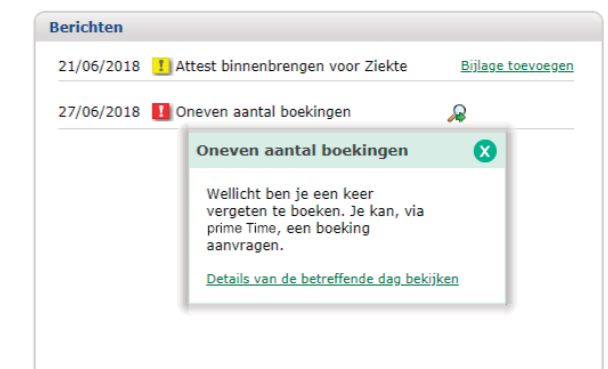 Berichten
21/06/2018 ! Attest binnenbrengen voor Ziekte Bijlage toevoegen
27/06/2018 ! Oneven aantal boekingen
Oneven aantal boekingen X
Wellicht ben je een keer
vergeten te boeken. Je kan, via
prime Time, een boeking
aanvragen.
Details van de betreffende dag bekijken